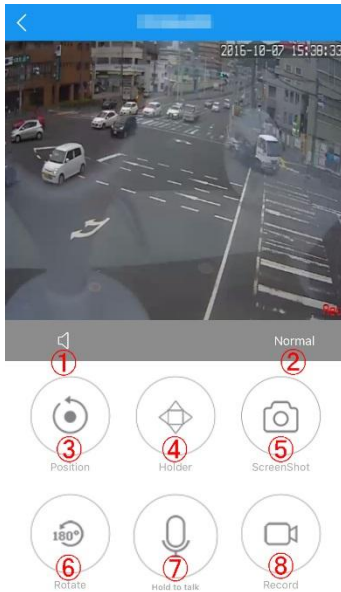 2016-10-07 15:38:33
Rec
Normal
① ②
③ ④ ⑤
Position Holder ScreenShot
180°
⑥ ⑦ ⑧
Rotate Hold to talk Record